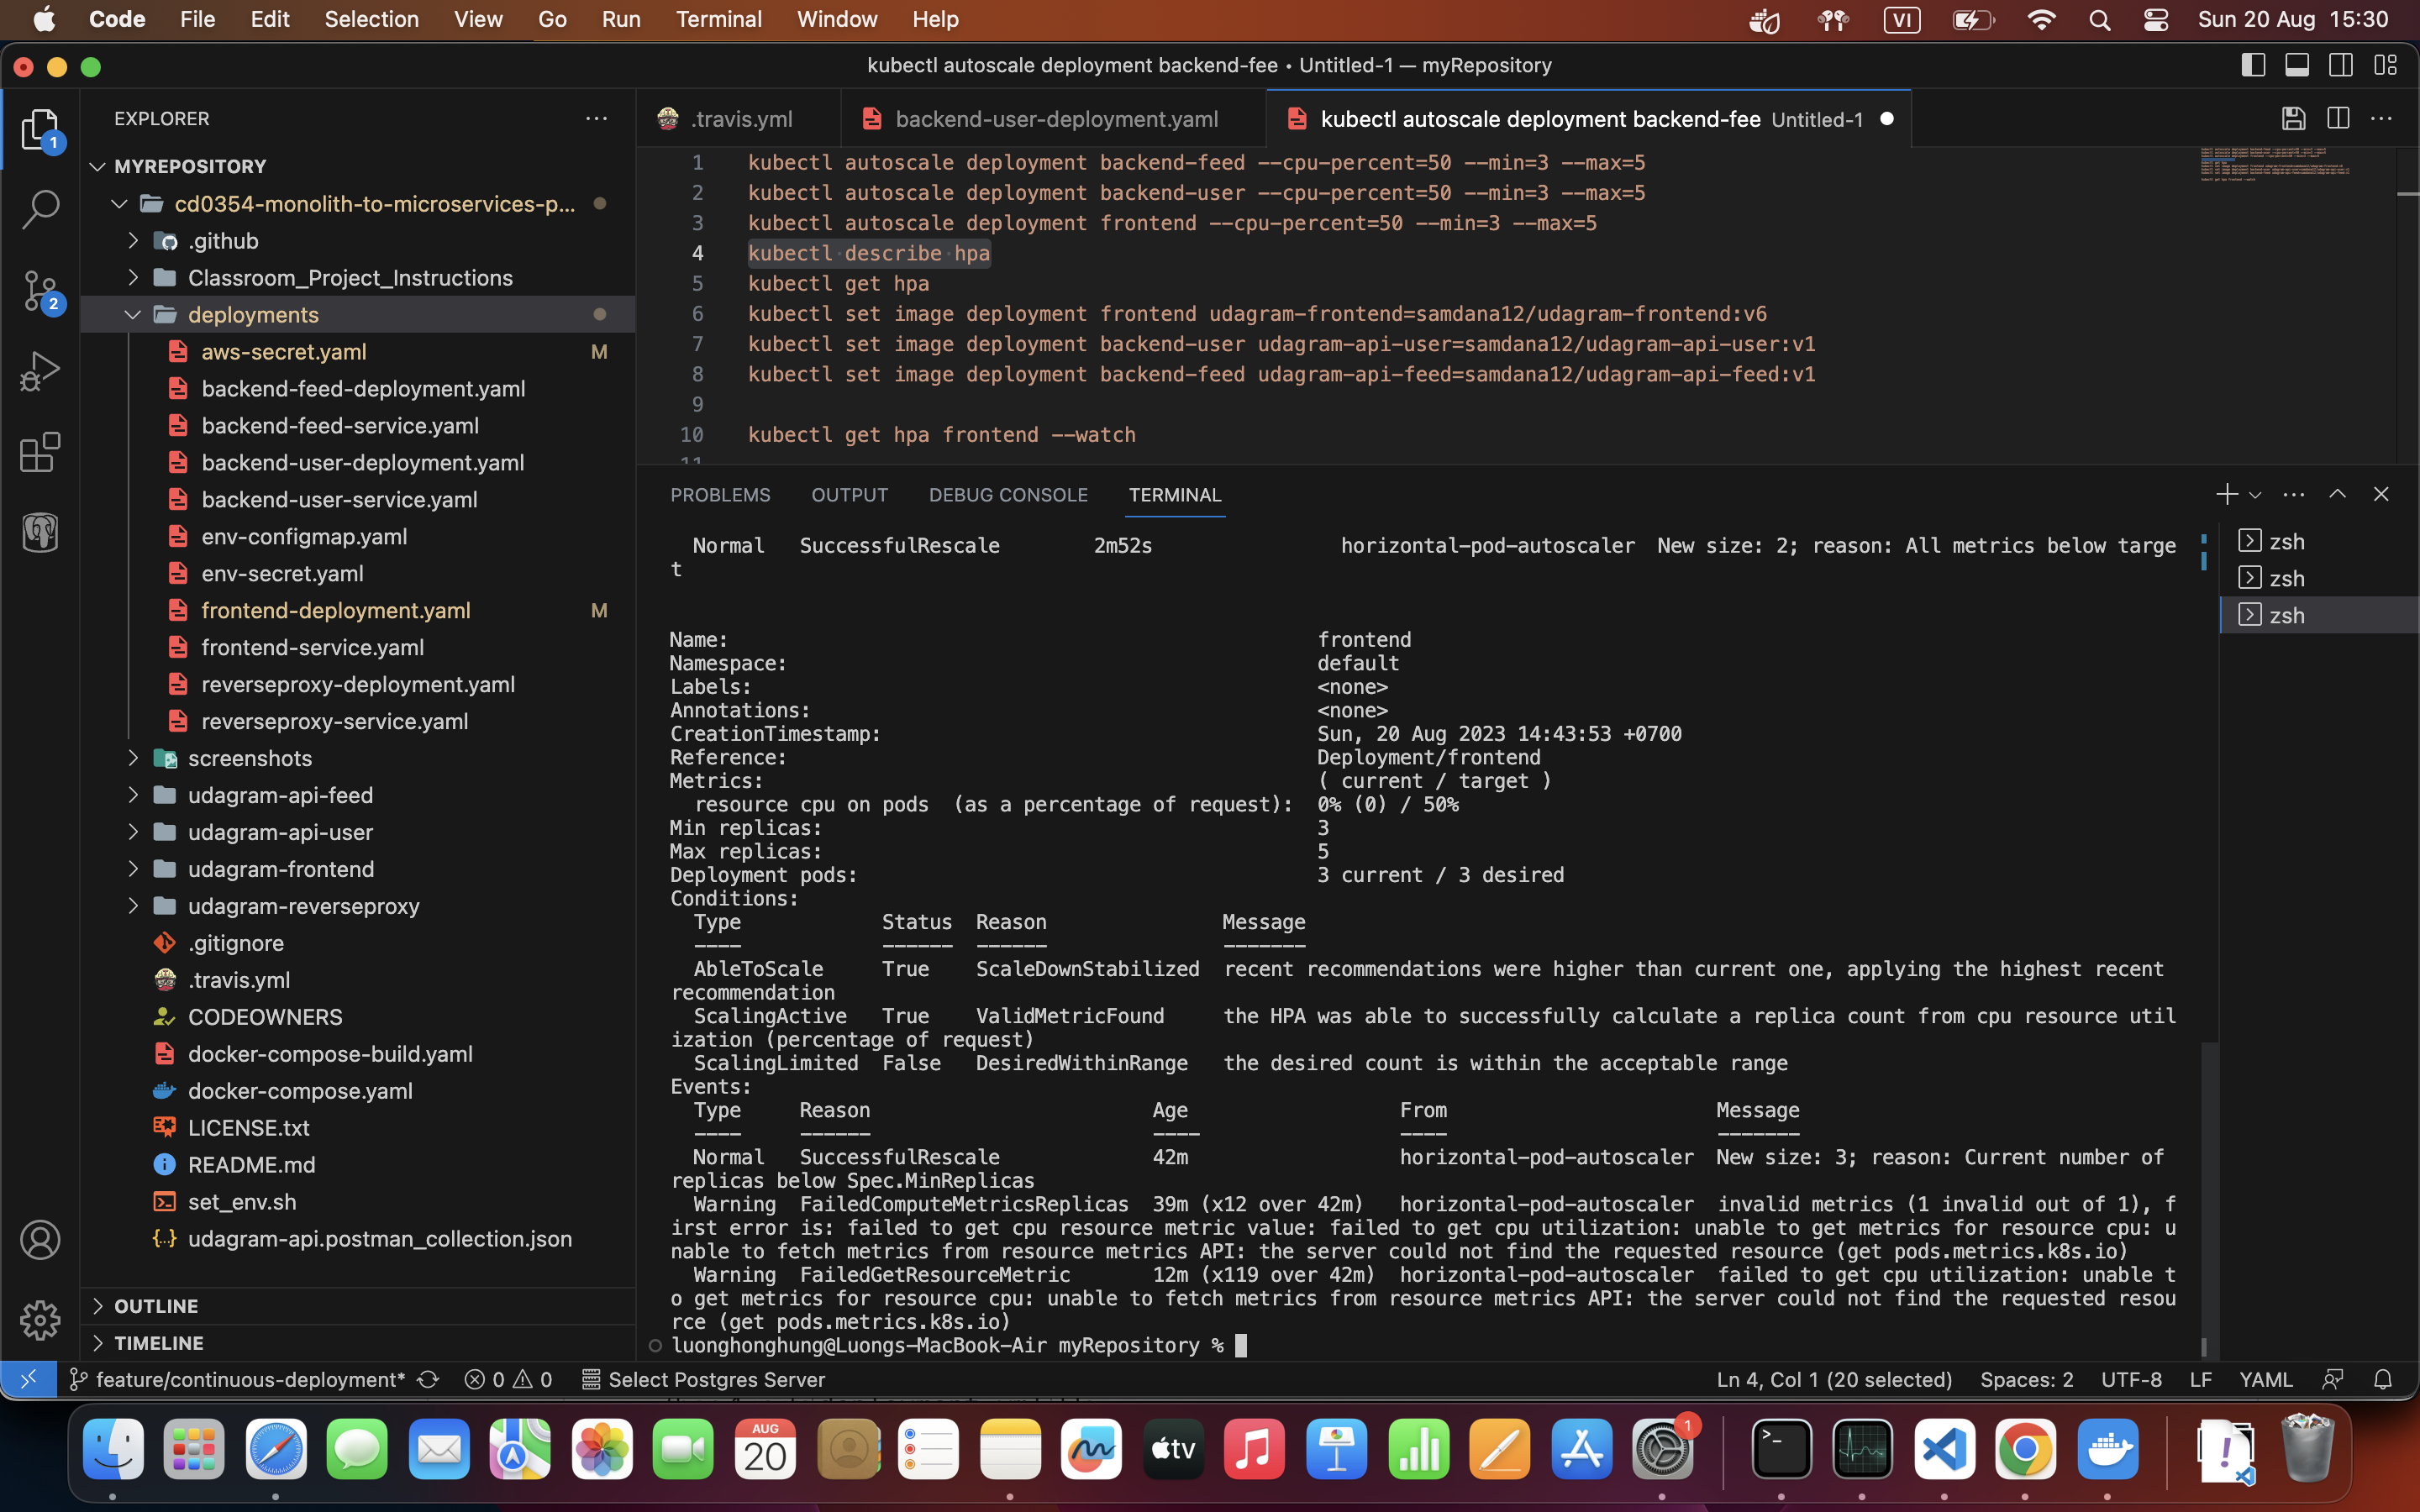 Code File Edit Selection View Go Run Terminal Window Help VI Sun 20 Aug 15:30
kubectl autoscale deployment backend-fee • Untitled-1 — myRepository
EXPLORER
1
MYREPOSITORY
cd0354-monolith-to-microservices-p...
.github
2
Classroom_Project_Instructions
deployments
aws-secret.yaml M
backend-feed-deployment.yaml
backend-feed-service.yaml
backend-user-deployment.yaml
backend-user-service.yaml
env-configmap.yaml
env-secret.yaml
frontend-deployment.yaml M
frontend-service.yaml
reverseproxy-deployment.yaml
reverseproxy-service.yaml
screenshots
udagram-api-feed
udagram-api-user
udagram-frontend
udagram-reverseproxy
.gitignore
.travis.yml
CODEOWNERS
docker-compose-build.yaml
docker-compose.yaml
LICENSE.txt
README.md
set_env.sh
udagram-api.postman_collection.json
OUTLINE
TIMELINE
.travis.yml backend-user-deployment.yaml kubectl autoscale deployment backend-fee Untitled-1
1 kubectl autoscale deployment backend-feed --cpu-percent=50 --min=3 --max=5
2 kubectl autoscale deployment backend-user --cpu-percent=50 --min=3 --max=5
3 kubectl autoscale deployment frontend --cpu-percent=50 --min=3 --max=5
4 kubectl describe hpa
5 kubectl get hpa
6 kubectl set image deployment frontend udagram-frontend=samdana12/udagram-frontend:v6
7 kubectl set image deployment backend-user udagram-api-user=samdana12/udagram-api-user:v1
8 kubectl set image deployment backend-feed udagram-api-feed=samdana12/udagram-api-feed:v1
9
10 kubectl get hpa frontend --watch
11
PROBLEMS OUTPUT DEBUG CONSOLE TERMINAL
zsh
zsh
zsh
Normal SuccessfulRescale 2m52s horizontal-pod-autoscaler New size: 2; reason: All metrics below targe
t
Name: frontend
Namespace: default
Labels: <none>
Annotations: <none>
CreationTimestamp: Sun, 20 Aug 2023 14:43:53 +0700
Reference: Deployment/frontend
Metrics: ( current / target )
resource cpu on pods (as a percentage of request): 0% (0) / 50%
Min replicas: 3
Max replicas: 5
Deployment pods: 3 current / 3 desired
Conditions:
Type Status Reason Message
---- ------ ------ -------
AbleToScale True ScaleDownStabilized recent recommendations were higher than current one, applying the highest recent
recommendation
ScalingActive True ValidMetricFound the HPA was able to successfully calculate a replica count from cpu resource util
ization (percentage of request)
ScalingLimited False DesiredWithinRange the desired count is within the acceptable range
Events:
Type Reason Age From Message
---- ------ ---- ---- -------
Normal SuccessfulRescale 42m horizontal-pod-autoscaler New size: 3; reason: Current number of
replicas below Spec.MinReplicas
Warning FailedComputeMetricsReplicas 39m (x12 over 42m) horizontal-pod-autoscaler invalid metrics (1 invalid out of 1), f
irst error is: failed to get cpu resource metric value: failed to get cpu utilization: unable to get metrics for resource cpu: u
nable to fetch metrics from resource metrics API: the server could not find the requested resource (get pods.metrics.k8s.io)
Warning FailedGetResourceMetric 12m (x119 over 42m) horizontal-pod-autoscaler failed to get cpu utilization: unable t
o get metrics for resource cpu: unable to fetch metrics from resource metrics API: the server could not find the requested resou
rce (get pods.metrics.k8s.io)
luonghonghung@Luongs-MacBook-Air myRepository %
feature/continuous-deployment* 0 0 Select Postgres Server Ln 4, Col 1 (20 selected) Spaces: 2 UTF-8 LF YAML
AUG
20
tv
1